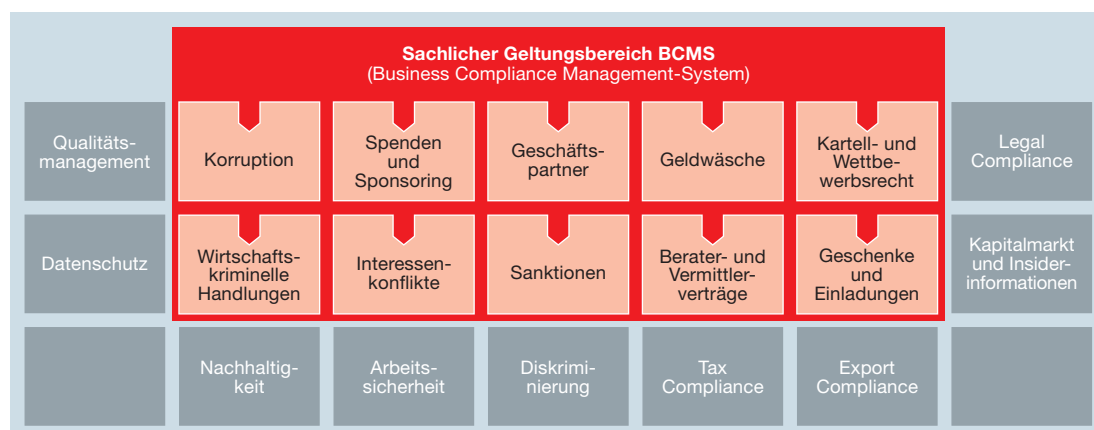 Sachlicher Geltungsbereich BCMS
(Business Compliance Management-System)
Qualitäts-
management
Korruption
Spenden
und
Sponsoring
Geschäfts-
partner
Geldwäsche
Kartell- und
Wettbe-
werbsrecht
Legal
Compliance
Datenschutz
Wirtschafts-
kriminelle
Handlungen
Interessen-
konflikte
Sanktionen
Berater- und
Vermittler-
verträge
Geschenke
und
Einladungen
Kapitalmarkt
und Insider-
informationen
Nachhaltig-
keit
Arbeits-
sicherheit
Diskrimi-
nierung
Tax
Compliance
Export
Compliance